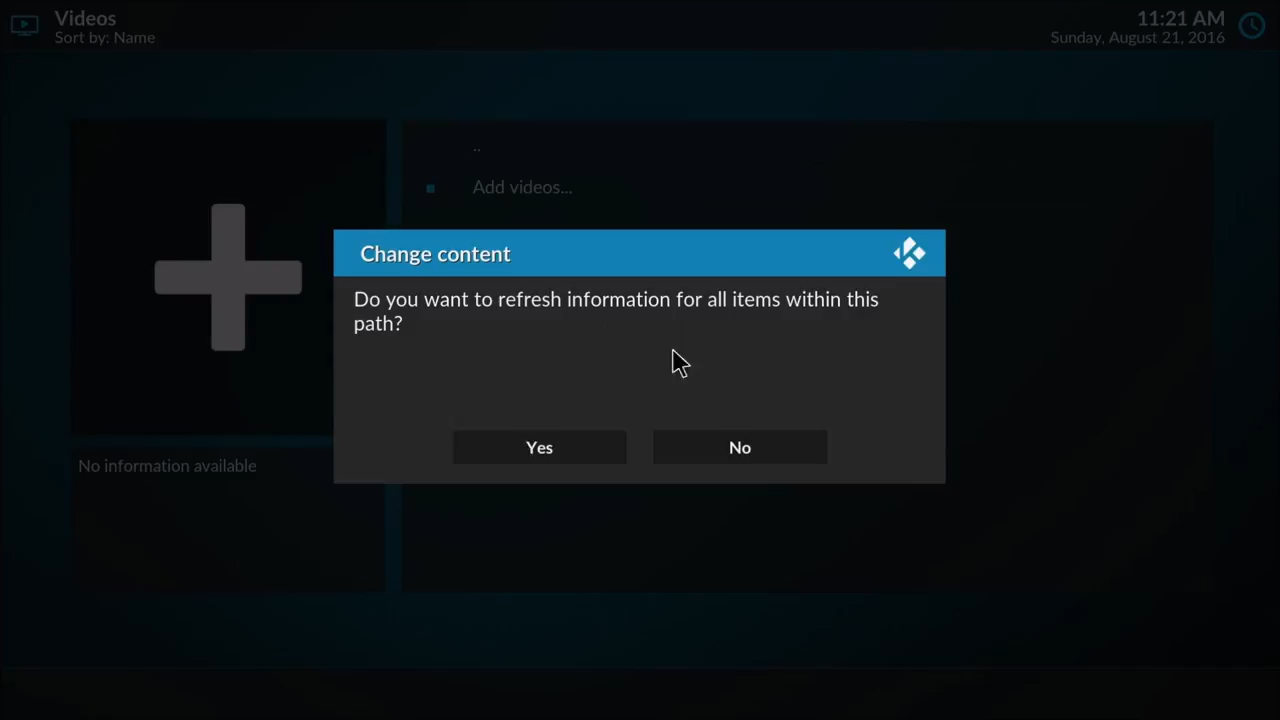 Videos
Sort by: Name
11:21 AM
Sunday, August 21, 2016
..
Add videos...
Change content
Do you want to refresh information for all items within this
path?
Yes
No
No information available